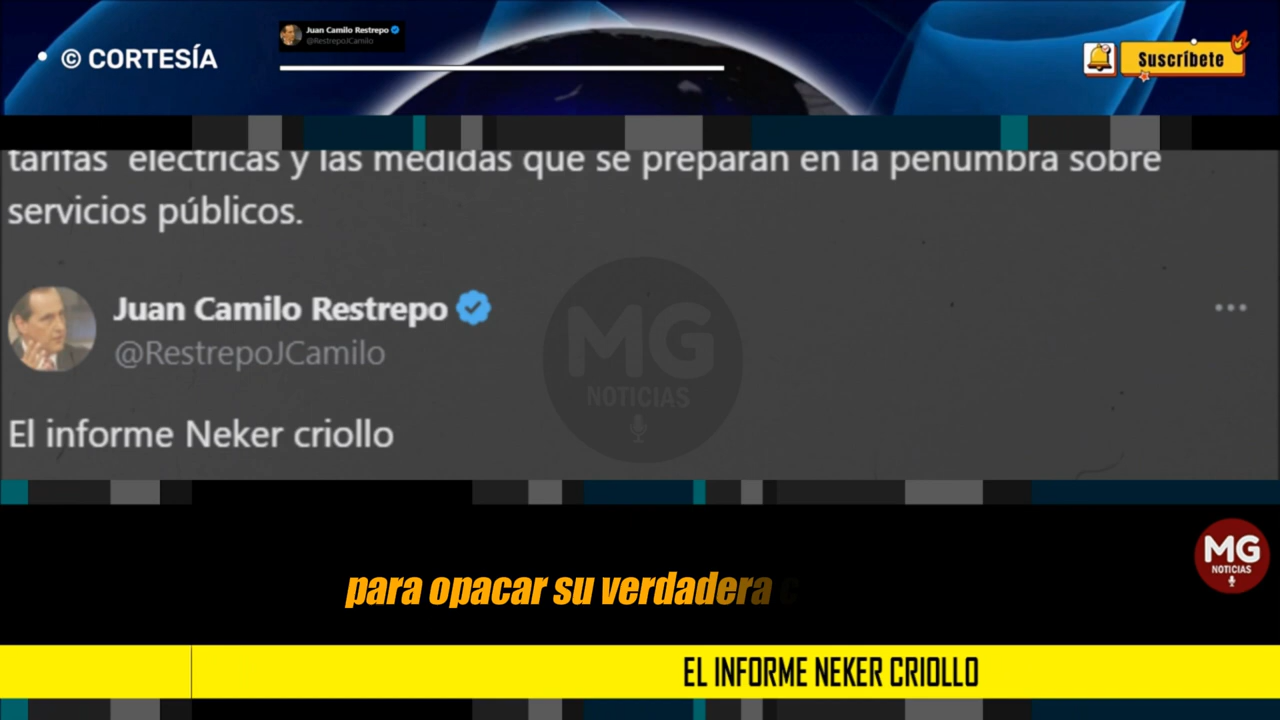 © CORTESÍA
Juan Camilo Restrepo
@RestrepoJCamilo
Suscríbete
tarifas electricas y las medidas que se preparan en la penumbra sobre
servicios públicos.
Juan Camilo Restrepo
@RestrepoJCamilo
El informe Neker criollo
MG
NOTICIAS
para opacar su verdadera
MG
NOTICIAS
EL INFORME NEKER CRIOLLO